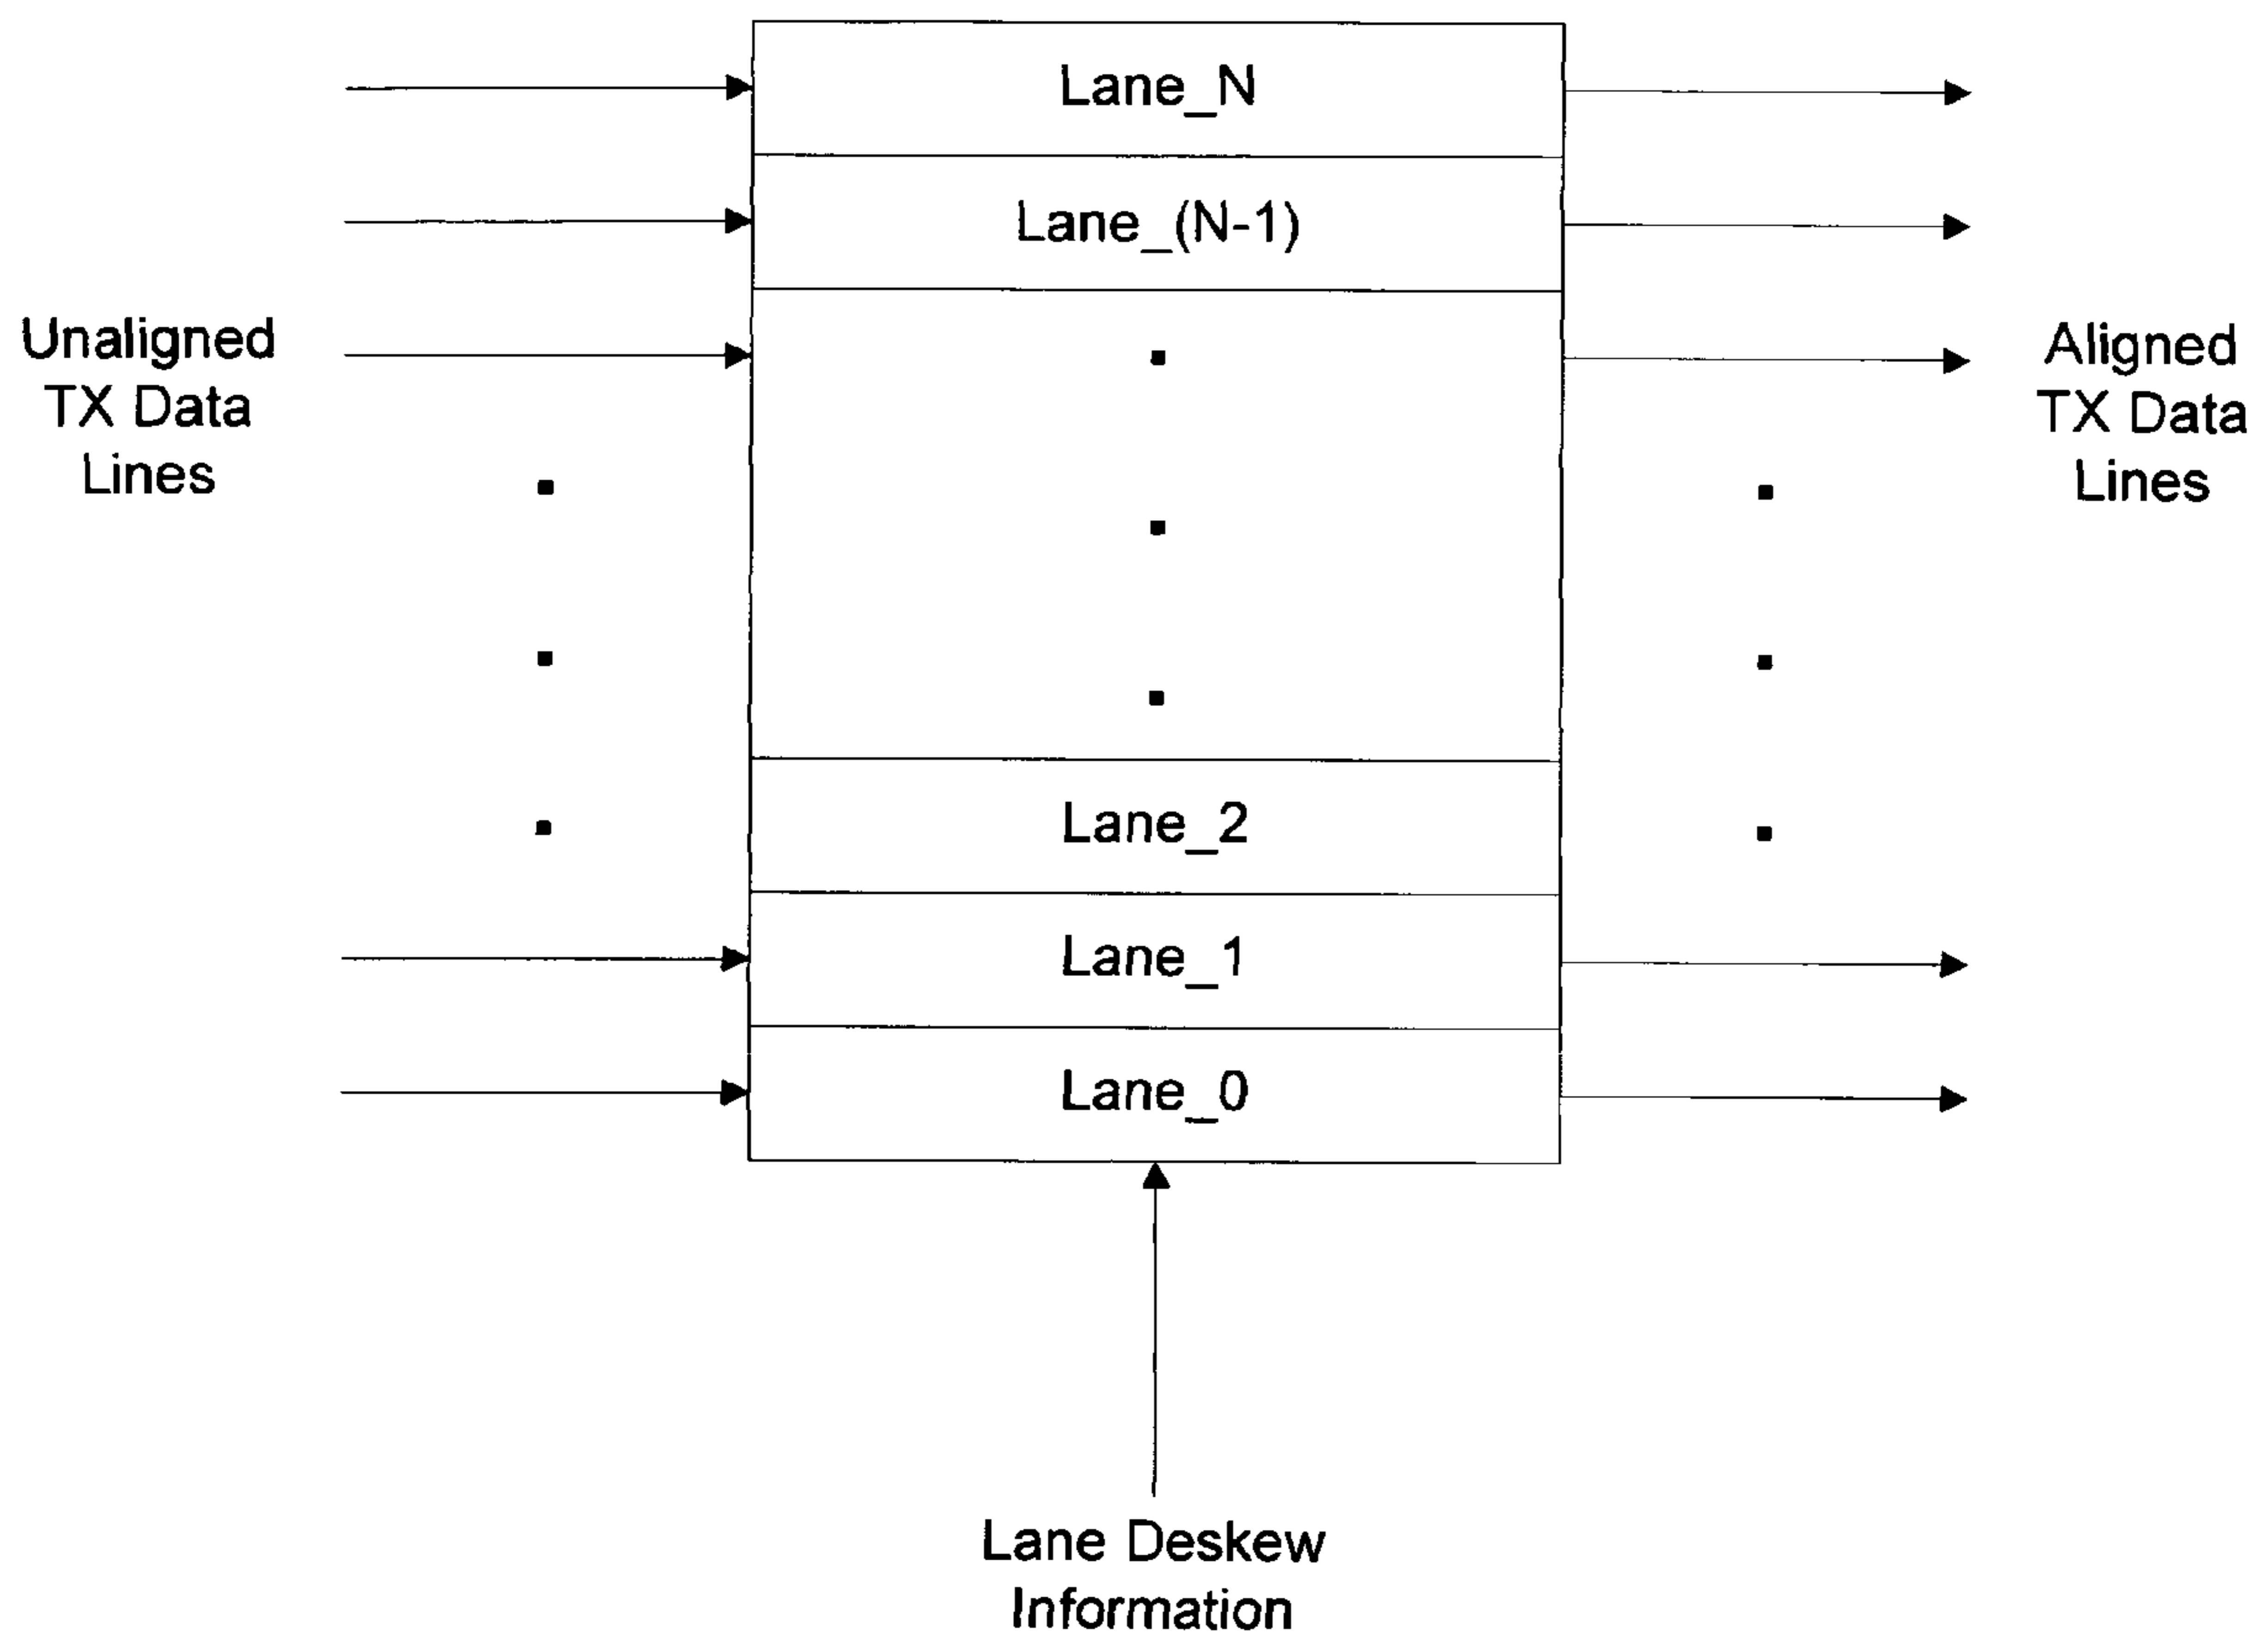 Lane_N
Lane_(N-1)
Unaligned
TX Data
Lines
Aligned
TX Data
Lines
Lane_2
Lane_1
Lane_0
Lane Deskew
Information